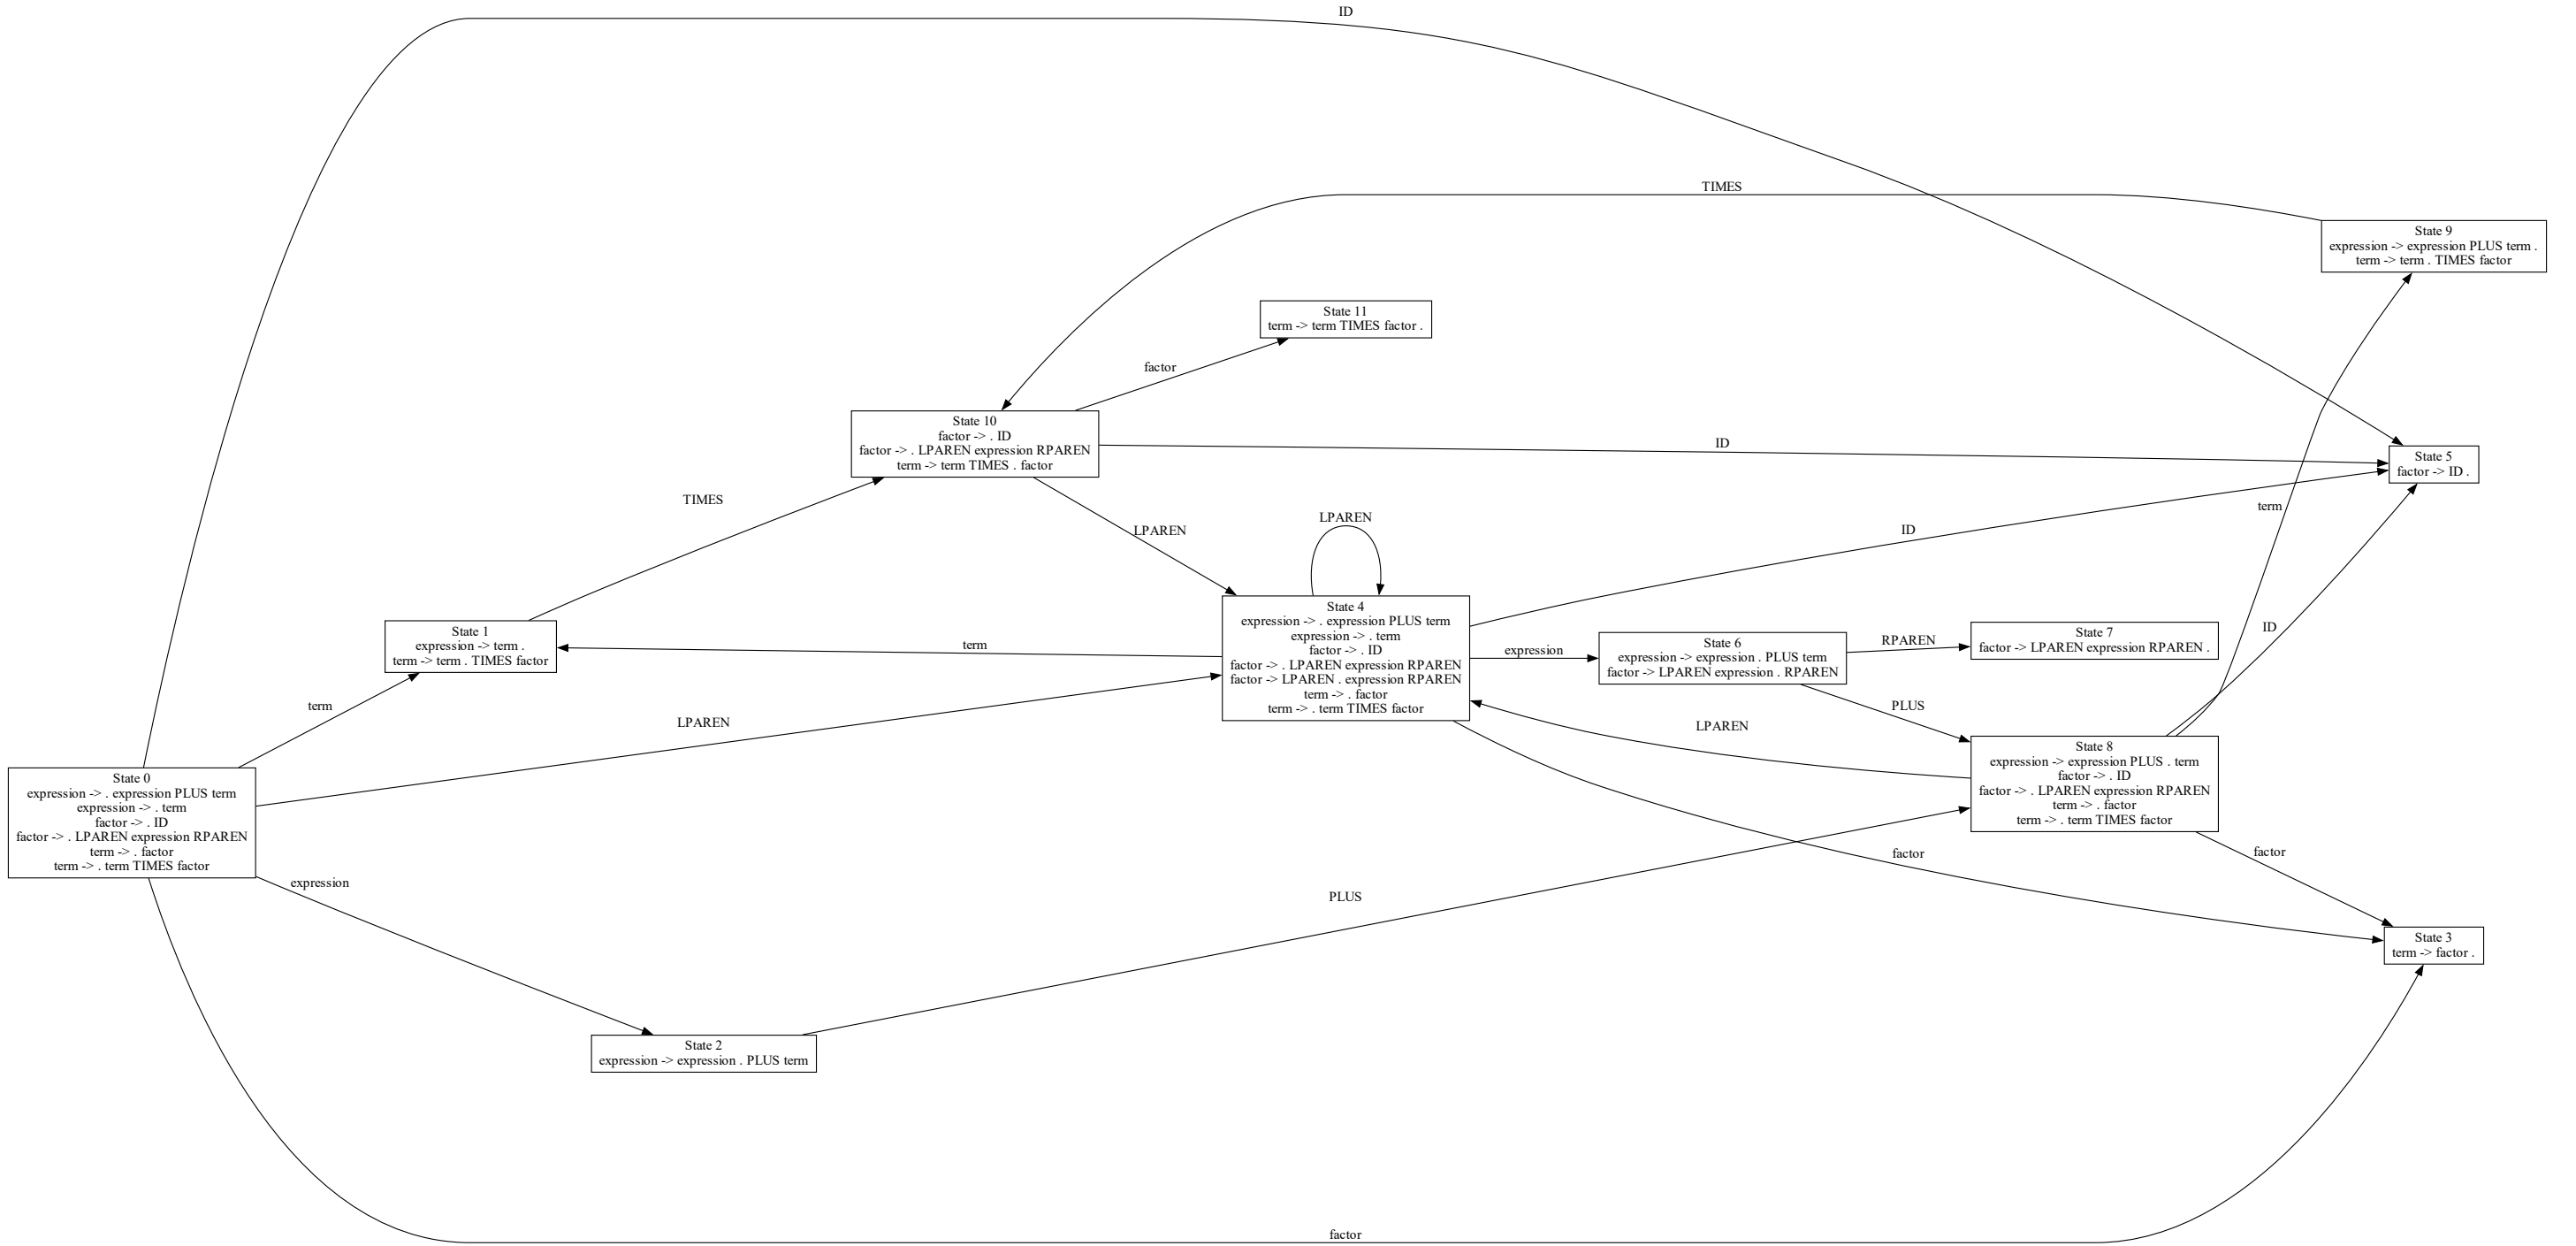 ID
TIMES
State 9
expression -> expression PLUS term .
term -> term . TIMES factor
State 11
term -> term TIMES factor .
factor
State 10
factor -> . ID
factor -> . LPAREN expression RPAREN
term -> term TIMES . factor
ID
State 5
factor -> ID .
TIMES
term
LPAREN
LPAREN
ID
State 4
expression -> . expression PLUS term
expression -> . term
factor -> . ID
factor -> . LPAREN expression RPAREN
factor -> LPAREN . expression RPAREN
term -> . factor
term -> . term TIMES factor
State 1
expression -> term .
term -> term . TIMES factor
term
expression
State 6
expression -> expression . PLUS term
factor -> LPAREN expression . RPAREN
RPAREN
State 7
factor -> LPAREN expression RPAREN .
ID
term
LPAREN
LPAREN
PLUS
State 8
expression -> expression PLUS . term
factor -> . ID
factor -> . LPAREN expression RPAREN
term -> . factor
term -> . term TIMES factor
State 0
expression -> . expression PLUS term
expression -> . term
factor -> . ID
factor -> . LPAREN expression RPAREN
term -> . factor
term -> . term TIMES factor
expression
factor
factor
PLUS
State 3
term -> factor .
State 2
expression -> expression . PLUS term
factor